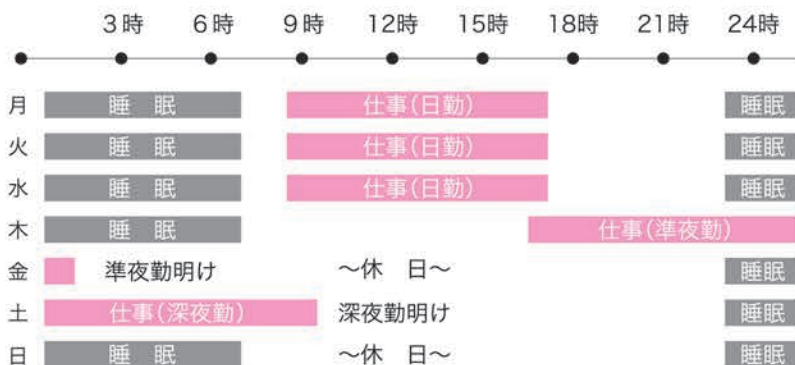 3時 6時 9時 12時 15時 18時 21時 24時
月 睡 眠 仕事(日勤) 睡眠
火 睡 眠 仕事(日勤) 睡眠
水 睡 眠 仕事(日勤) 睡眠
木 睡 眠 仕事(準夜勤)
金 準夜勤明け ～休 日～ 睡眠
土 仕事(深夜勤) 深夜勤明け 睡眠
日 睡 眠 ～休 日～ 睡眠